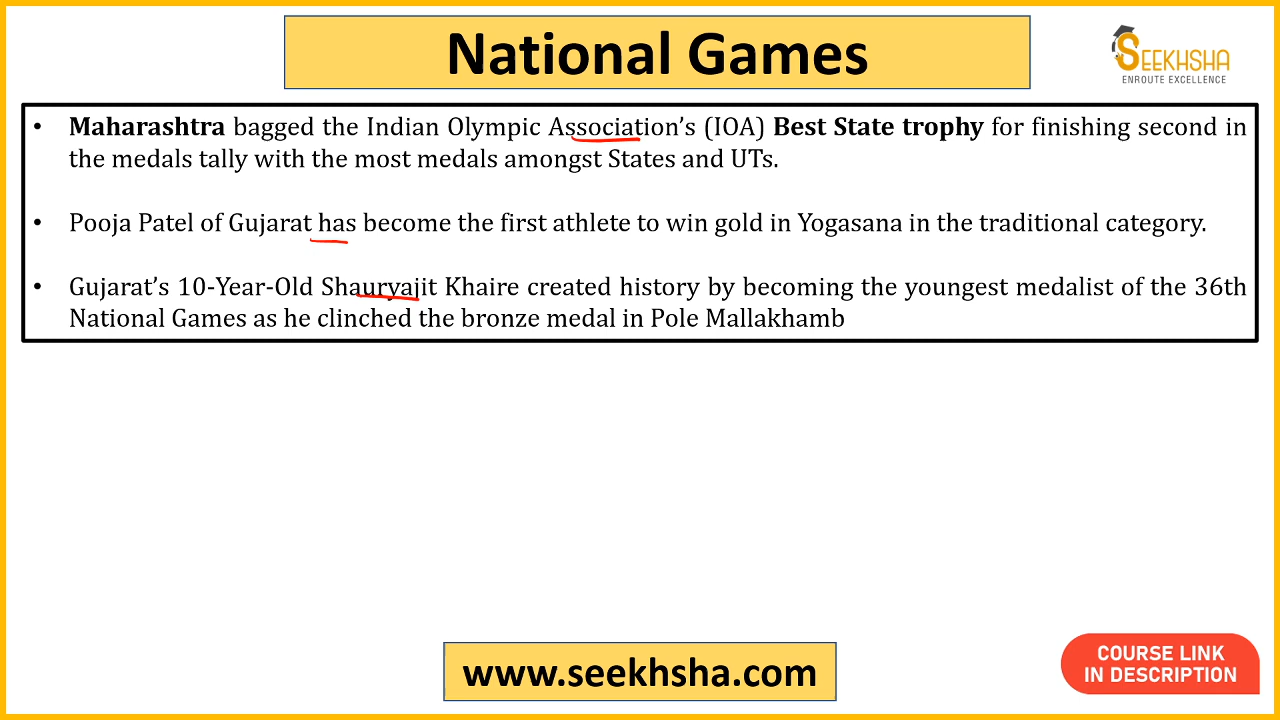 National Games
SEEKHSHA
ENROUTE EXCELLENCE
• Maharashtra bagged the Indian Olympic Association’s (IOA) Best State trophy for finishing second in
the medals tally with the most medals amongst States and UTs.
• Pooja Patel of Gujarat has become the first athlete to win gold in Yogasana in the traditional category.
• Gujarat’s 10-Year-Old Shauryajit Khaire created history by becoming the youngest medalist of the 36th
National Games as he clinched the bronze medal in Pole Mallakhamb
www.seekhsha.com
COURSE LINK
IN DESCRIPTION